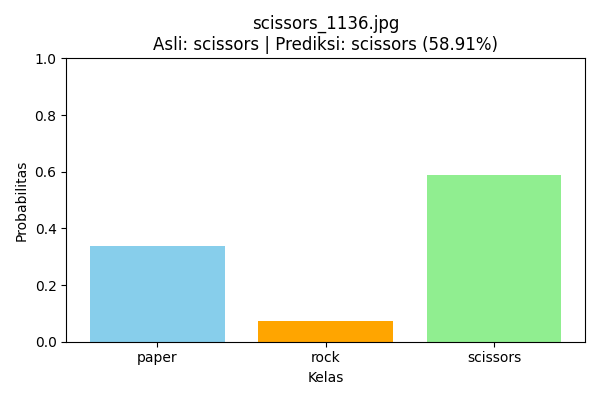 scissors_1136.jpg
Asli: scissors | Prediksi: scissors (58.91%)
1.0
0.8
0.6
0.4
0.2
0.0
Probabilitas
paper rock scissors
Kelas